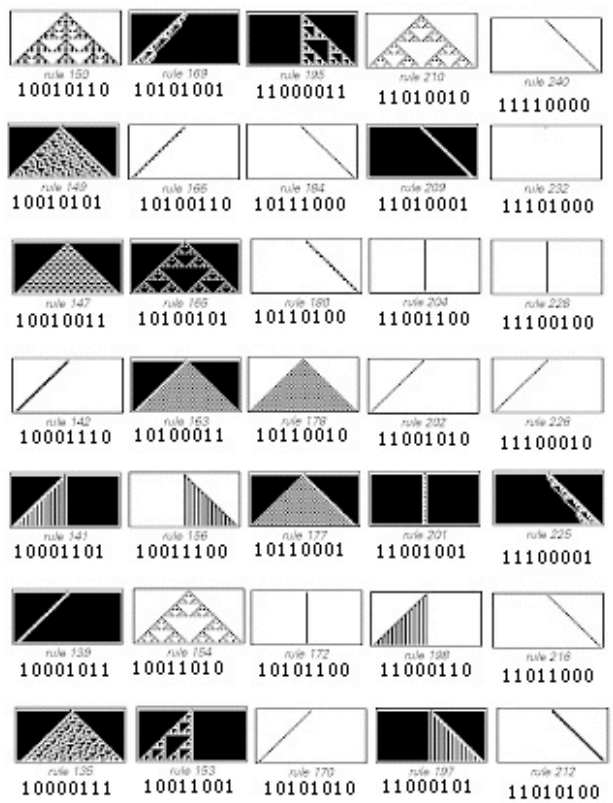 rule 150 rule 169 rule 195 rule 210 rule 240
10010110 10101001 11000011 11010010 11110000
rule 149 rule 166 rule 184 rule 209 rule 232
10010101 10100110 10111000 11010001 11101000
rule 147 rule 165 rule 180 rule 204 rule 228
10010011 10100101 10110100 11001100 11100100
rule 142 rule 163 rule 178 rule 202 rule 226
10001110 10100011 10110010 11001010 11100010
rule 141 rule 156 rule 177 rule 201 rule 225
10001101 10011100 10110001 11001001 11100001
rule 139 rule 154 rule 172 rule 198 rule 216
10001011 10011010 10101100 11000110 11011000
rule 135 rule 153 rule 170 rule 197 rule 212
10000111 10011001 10101010 11000101 11010100